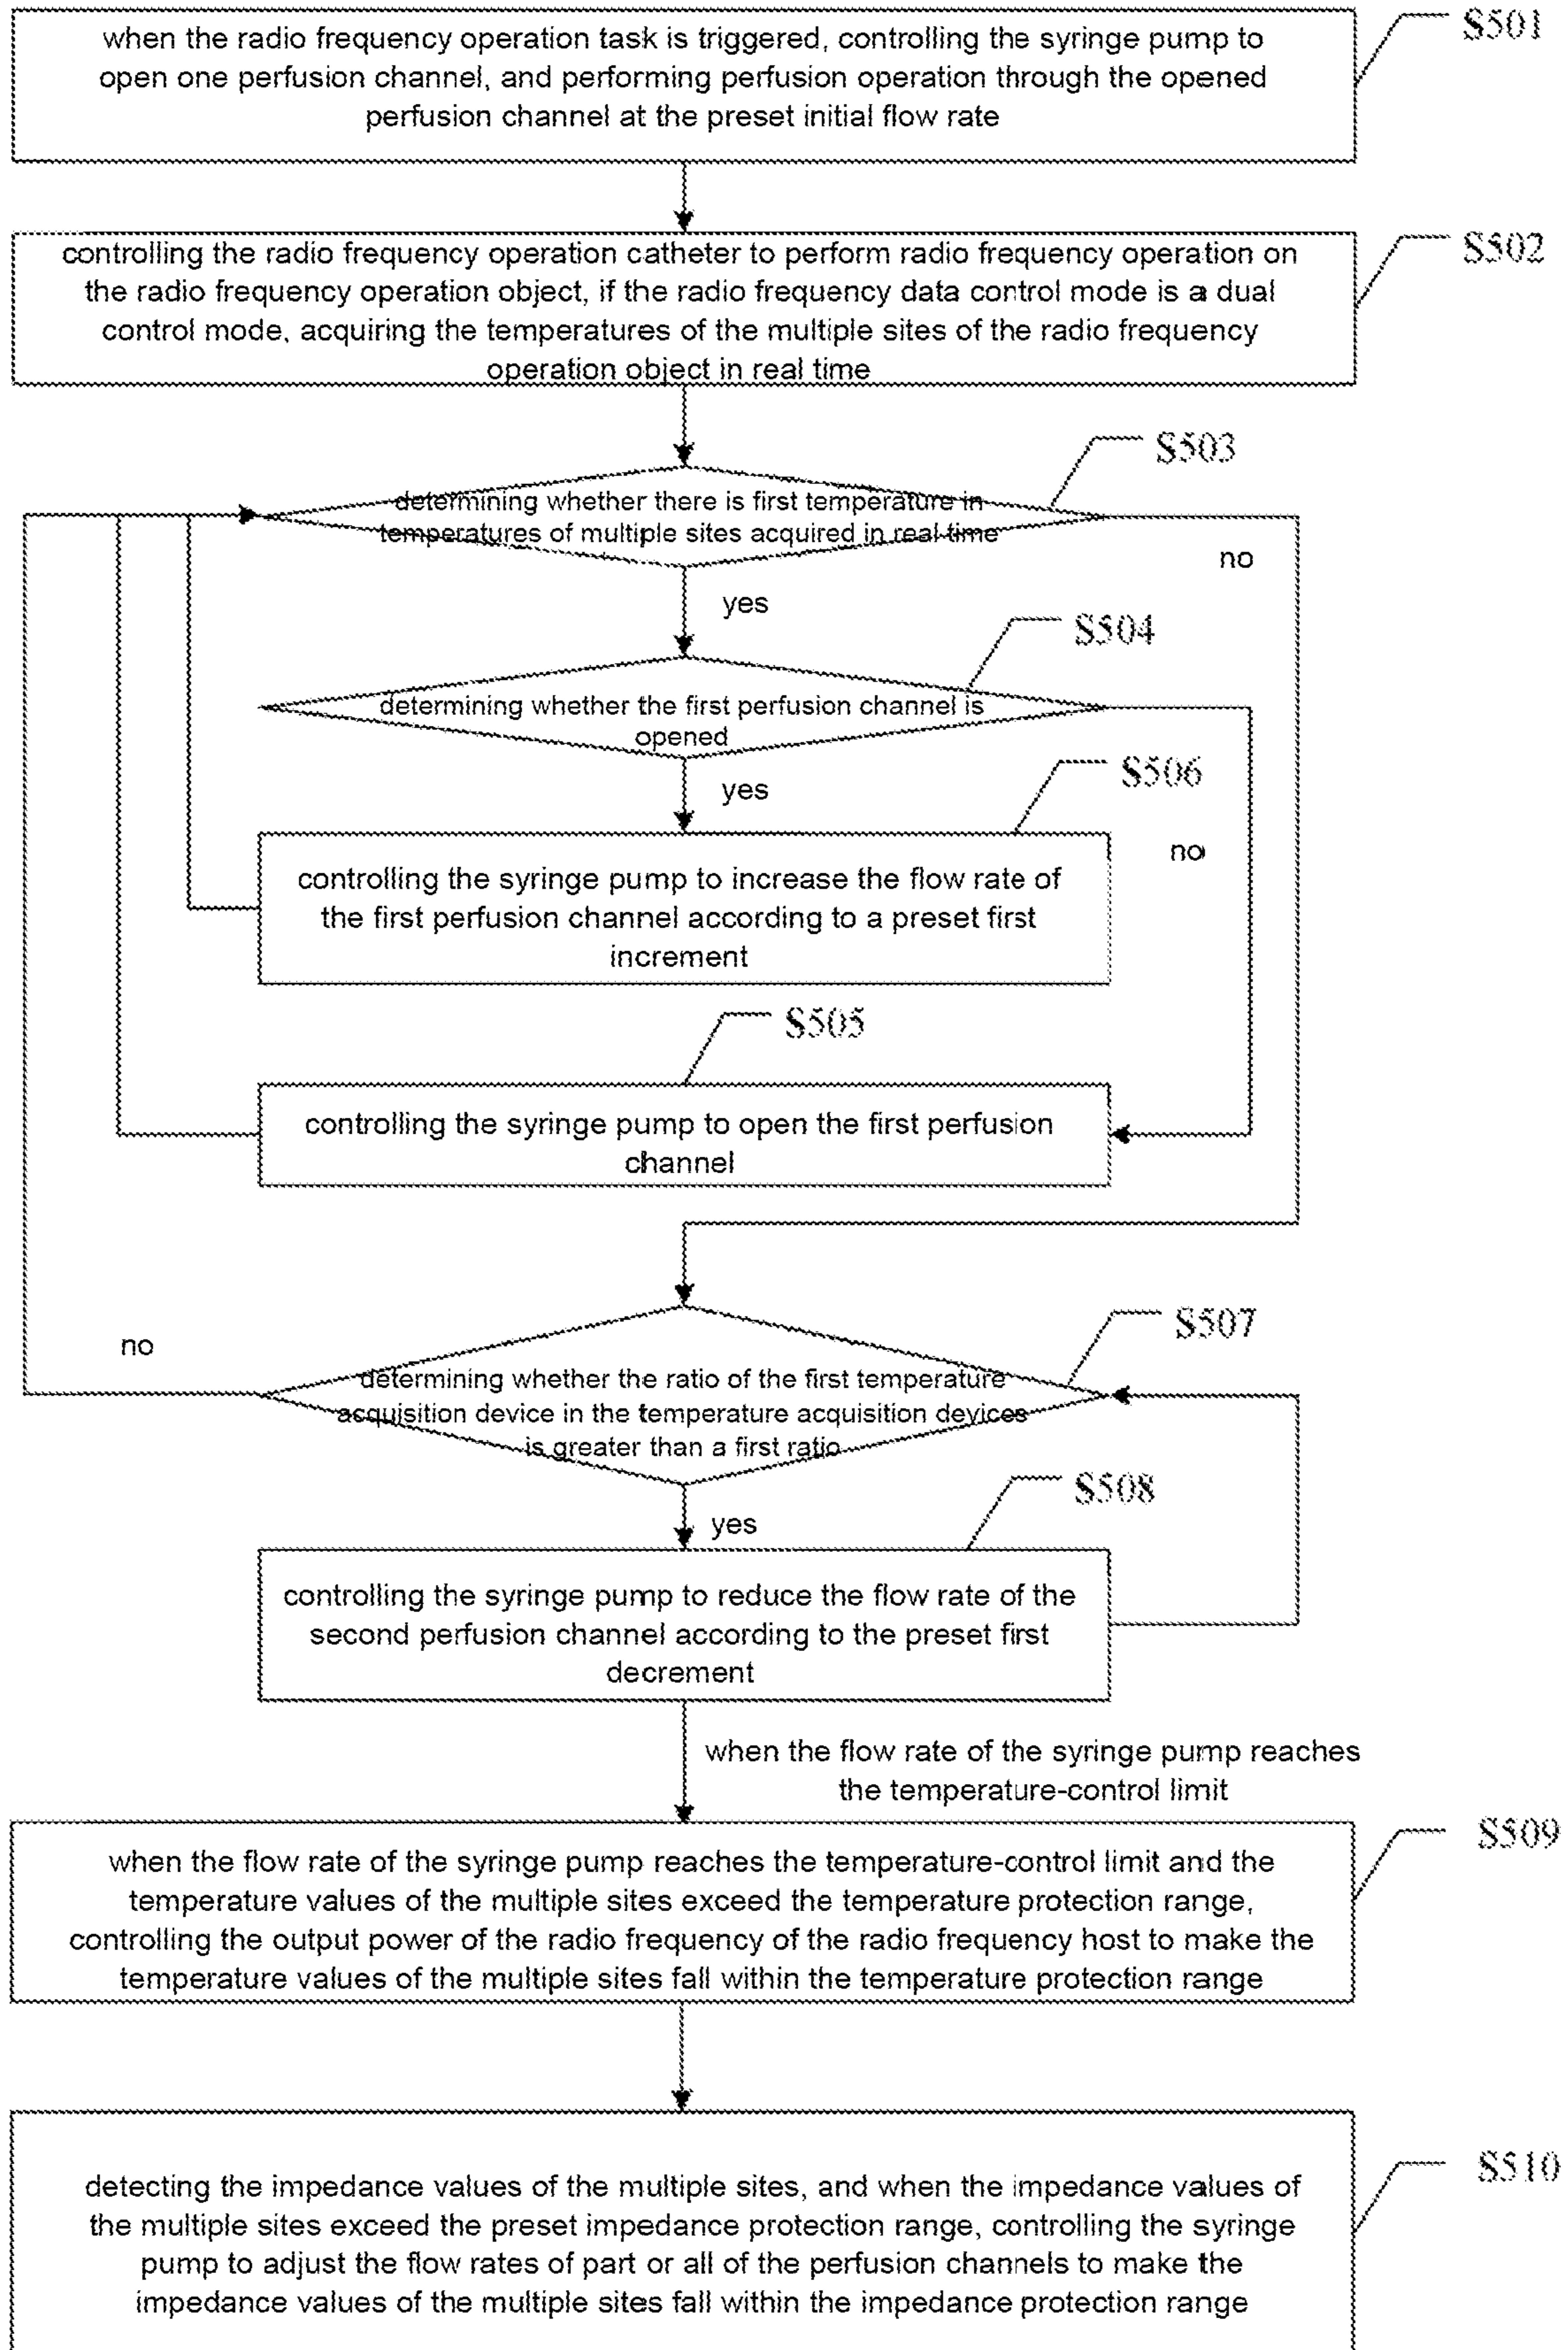 S501
when the radio frequency operation task is triggered, controlling the syringe pump to
open one perfusion channel, and performing perfusion operation through the opened
perfusion channel at the preset initial flow rate
S502
controlling the radio frequency operation catheter to perform radio frequency operation on
the radio frequency operation object, if the radio frequency data control mode is a dual
control mode, acquiring the temperatures of the multiple sites of the radio frequency
operation object in real time
S503
determining whether there is first temperature in
temperatures of multiple sites acquired in real-time
no
yes
S504
determining whether the first perfusion channel is
opened
yes
S506
no
controlling the syringe pump to increase the flow rate of
the first perfusion channel according to a preset first
increment
S505
controlling the syringe pump to open the first perfusion
channel
S507
no
determining whether the ratio of the first temperature
acquisition device in the temperature acquisition devices
is greater than a first ratio
S508
yes
controlling the syringe pump to reduce the flow rate of the
second perfusion channel according to the preset first
decrement
when the flow rate of the syringe pump reaches
the temperature-control limit
S509
when the flow rate of the syringe pump reaches the temperature-control limit and the
temperature values of the multiple sites exceed the temperature protection range,
controlling the output power of the radio frequency of the radio frequency host to make the
temperature values of the multiple sites fall within the temperature protection range
S510
detecting the impedance values of the multiple sites, and when the impedance values of
the multiple sites exceed the preset impedance protection range, controlling the syringe
pump to adjust the flow rates of part or all of the perfusion channels to make the
impedance values of the multiple sites fall within the impedance protection range